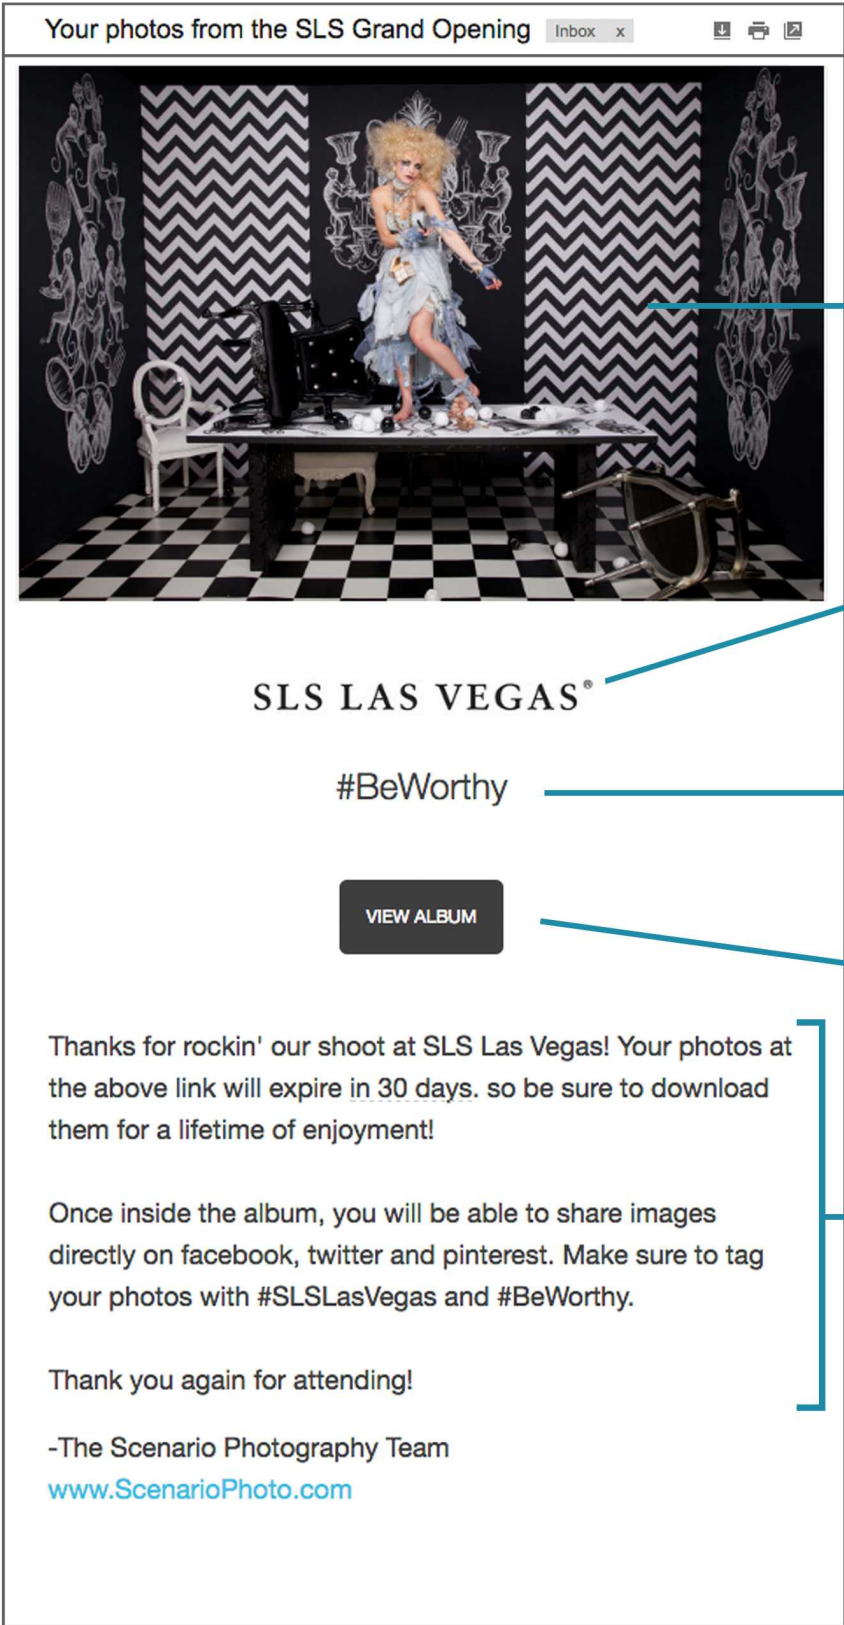 Your photos from the SLS Grand Opening Inbox x
SLS LAS VEGAS®
#BeWorthy
VIEW ALBUM
Thanks for rockin' our shoot at SLS Las Vegas! Your photos at
the above link will expire in 30 days. so be sure to download
them for a lifetime of enjoyment!
Once inside the album, you will be able to share images
directly on facebook, twitter and pinterest. Make sure to tag
your photos with #SLSLasVegas and #BeWorthy.
Thank you again for attending!
-The Scenario Photography Team
www.ScenarioPhoto.com